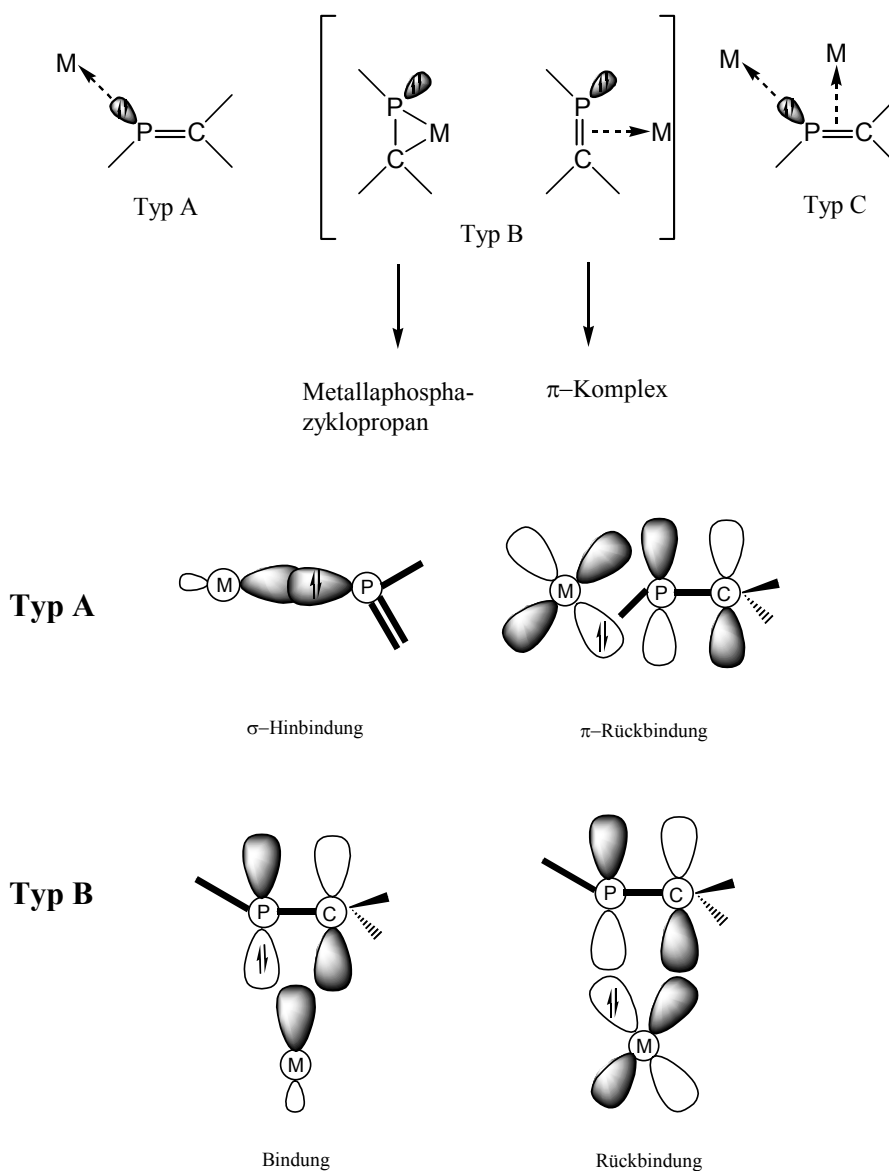 M
P
C
Typ A
P
M
C
P
C
M
Typ B
M
M
P
C
Typ C
Metallaphospha-
zyklopropan
π–Komplex
Typ A
M
P
M
P
C
σ–Hinbindung
π–Rückbindung
Typ B
P
C
M
P
C
M
Bindung
Rückbindung